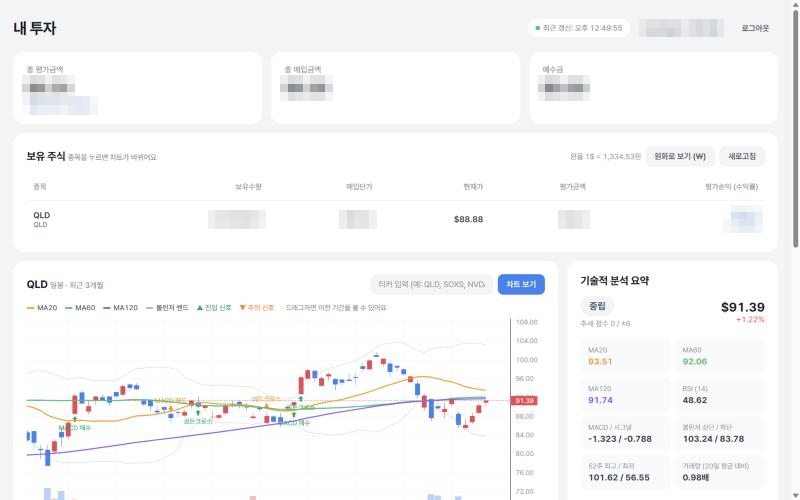 내 투자
최근 갱신: 오후 12:49:55
로그아웃
총 평가금액
총 매입금액
예수금
보유 주식 종목을 누르면 차트가 바뀌어요
환율 1$ = 1,334.53원
원화로 보기 (₩)
새로고침
종목 보유수량 매입단가 현재가 평가금액 평가손익 (수익률)
QLD
QLD
$88.88
QLD 일봉 · 최근 3개월
티커 입력 (예: QLD, SOXS, NVDA
차트 보기
MA20 MA60 MA120 볼린저 밴드 ▲ 진입 신호 ▼ 주의 신호 · 드래그하면 이전 기간을 볼 수 있어요
108.00
104.00
100.00
96.00
91.39
88.00
84.00
80.00
76.00
72.00
MACD 매수
골든크로스
MACD 매수
기술적 분석 요약
중립
추세 점수 0 / ±6
$91.39
+1.22%
MA20
93.51
MA60
92.06
MA120
91.74
RSI (14)
48.62
MACD / 시그널
-1.323 / -0.788
볼린저 상단 / 하단
103.24 / 83.78
52주 최고 / 최저
101.62 / 56.55
거래량 (20일 평균 대비)
0.98배